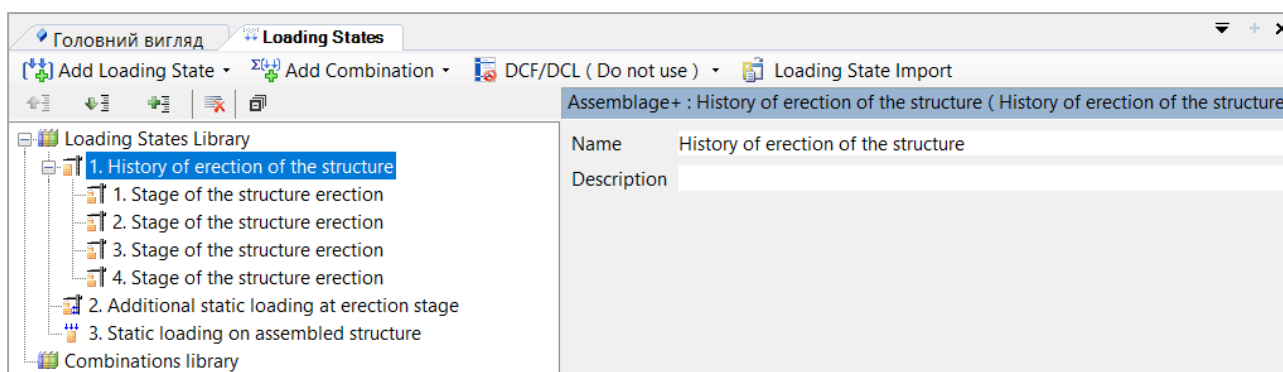 Головний вигляд Loading States
Add Loading State Add Combination DCF/DCL ( Do not use ) Loading State Import
Assemblage+ : History of erection of the structure ( History of erection of the structure
Loading States Library
1. History of erection of the structure
1. Stage of the structure erection
2. Stage of the structure erection
3. Stage of the structure erection
4. Stage of the structure erection
2. Additional static loading at erection stage
3. Static loading on assembled structure
Combinations library
Name History of erection of the structure
Description